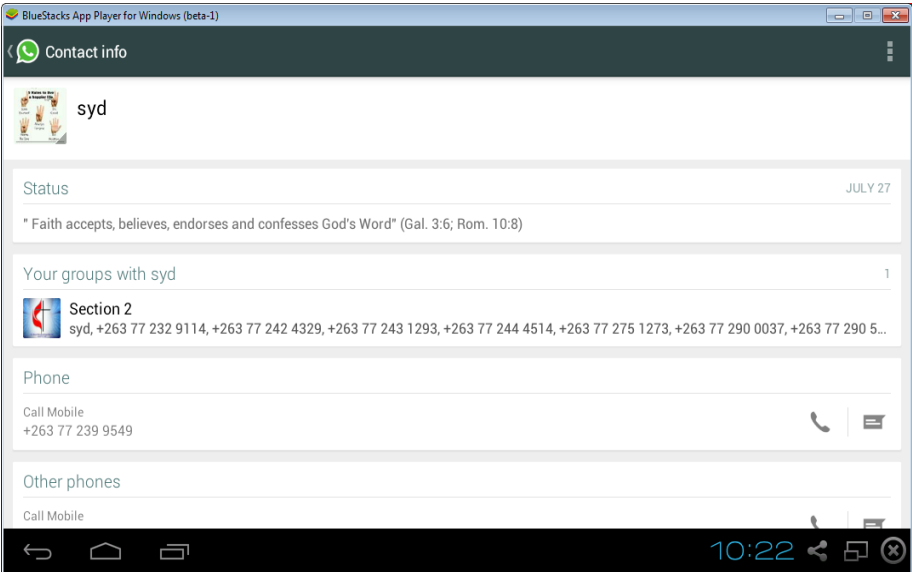 BlueStacks App Player for Windows (beta-1)
Contact info
syd
Status JULY 27
" Faith accepts, believes, endorses and confesses God's Word" (Gal. 3:6; Rom. 10:8)
Your groups with syd 1
Section 2
syd, +263 77 232 9114, +263 77 242 4329, +263 77 243 1293, +263 77 244 4514, +263 77 275 1273, +263 77 290 0037, +263 77 290 5...
Phone
Call Mobile
+263 77 239 9549
Other phones
Call Mobile
10:22